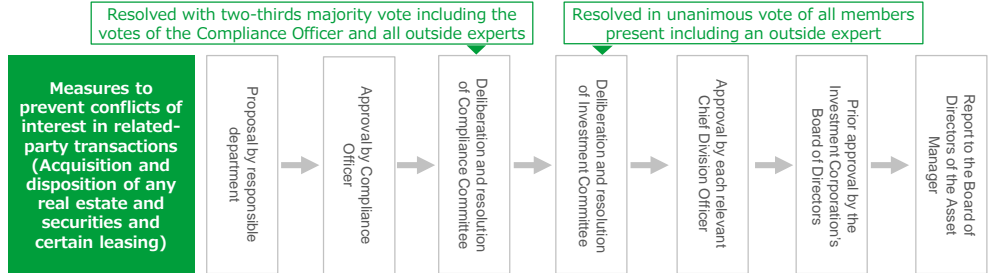 Resolved with two-thirds majority vote including the
votes of the Compliance Officer and all outside experts
Resolved in unanimous vote of all members
present including an outside expert
Measures to
prevent conflicts of
interest in related-
party transactions
(Acquisition and
disposition of any
real estate and
securities and
certain leasing)
Proposal by responsible
department
Approval by Compliance
Officer
Deliberation and resolution
of Compliance Committee
Deliberation and resolution
of Investment Committee
Approval by each relevant
Chief Division Officer
Prior approval by the
Investment Corporation's
Board of Directors
Report to the Board of
Directors of the Asset
Manager